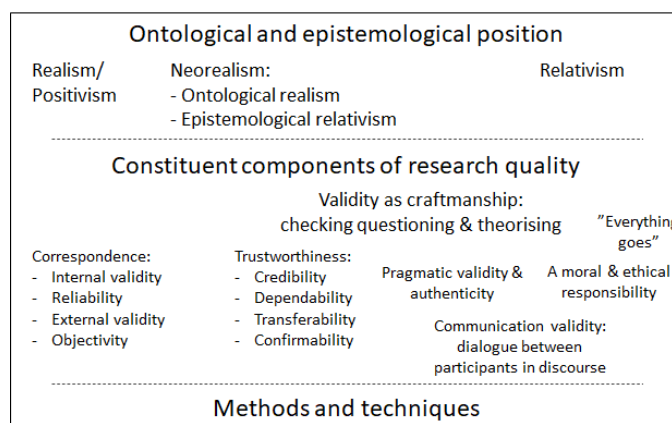 Ontological and epistemological position
Realism/
Positivism
Neorealism:
- Ontological realism
- Epistemological relativism
Relativism
Constituent components of research quality
Validity as craftmanship:
checking questioning & theorising
"Everything
goes"
Correspondence:
- Internal validity
- Reliability
- External validity
- Objectivity
Trustworthiness:
- Credibility
- Dependability
- Transferability
- Confirmability
Pragmatic validity &
authenticity
A moral & ethical
responsibility
Communication validity:
dialogue between
participants in discourse
Methods and techniques